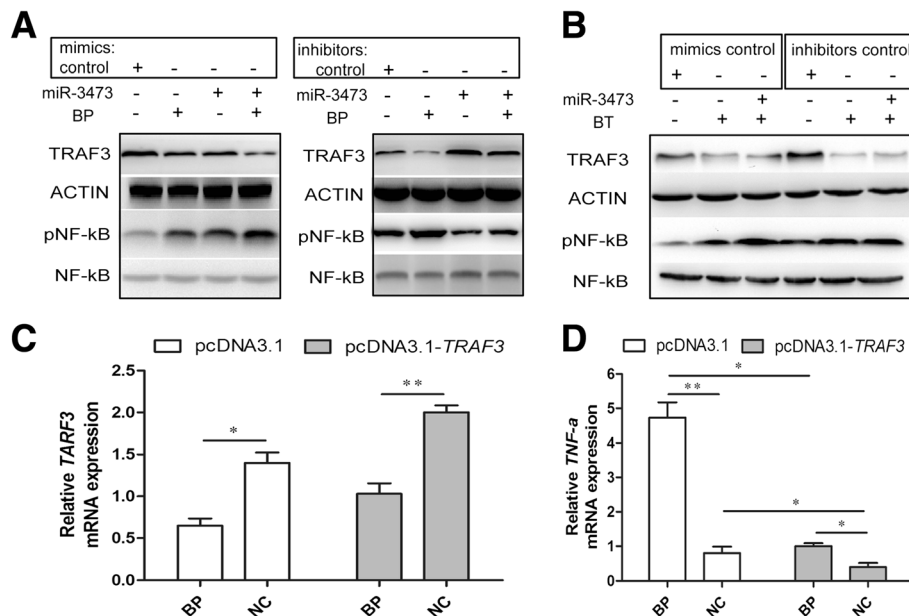 A
mimics:
control + - - -
miR-3473 - - + +
BP - + - +
TRAF3
ACTIN
pNF-kB
NF-kB
inhibitors:
control + - - -
miR-3473 - - + +
BP - + - +
TRAF3
ACTIN
pNF-kB
NF-kB
B
mimics control inhibitors control
+ - - + - -
miR-3473 - - + - - +
BT - + + - + +
TRAF3
ACTIN
pNF-kB
NF-kB
C
pcDNA3.1 pcDNA3.1-TRAF3
Relative TARF3
mRNA expression
2.5
2.0
1.5
1.0
0.5
0.0
*
**
BP NC BP NC
D
pcDNA3.1 pcDNA3.1-TRAF3
Relative TNF-a
mRNA expression
6
5
4
3
2
1
0
*
**
*
*
BP NC BP NC